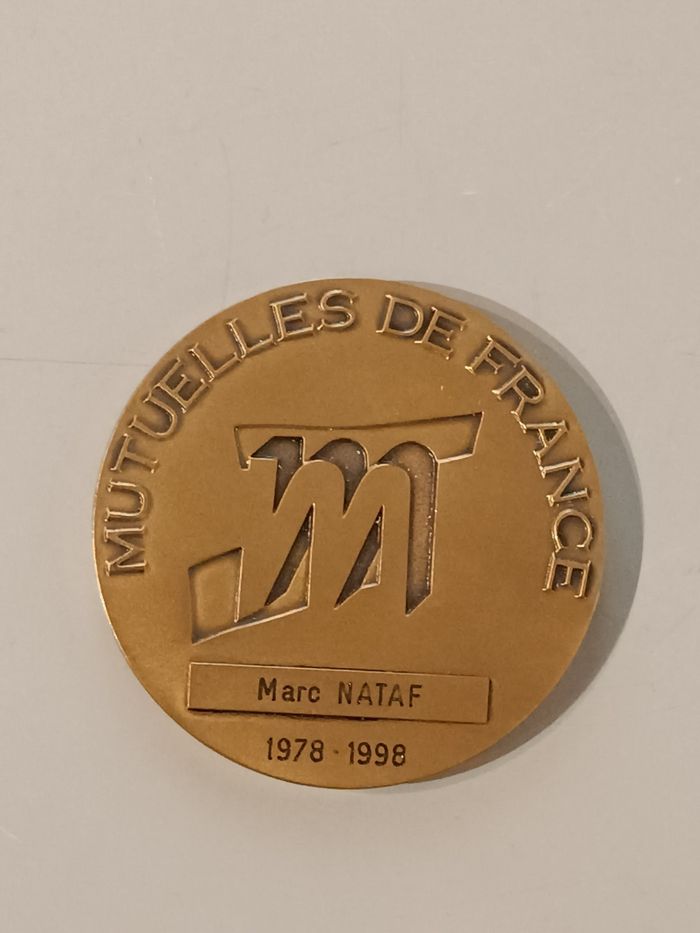 MUTUELLES DE FRANCE
Marc NATAF
1978-1998